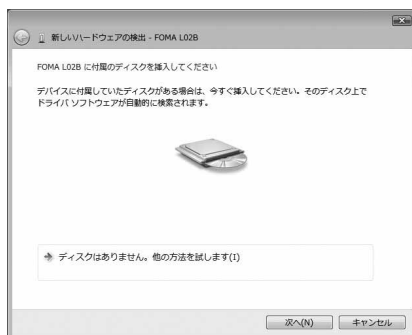 新しいハードウェアの検出 - FOMA L02B
FOMA L02B に付属のディスクを挿入してください
デバイスに付属していたディスクがある場合は、今すぐ挿入してください。そのディスク上で
ドライバ ソフトウェアが自動的に検索されます。
ディスクはありません。他の方法を試します(I)
次へ(N)
キャンセル